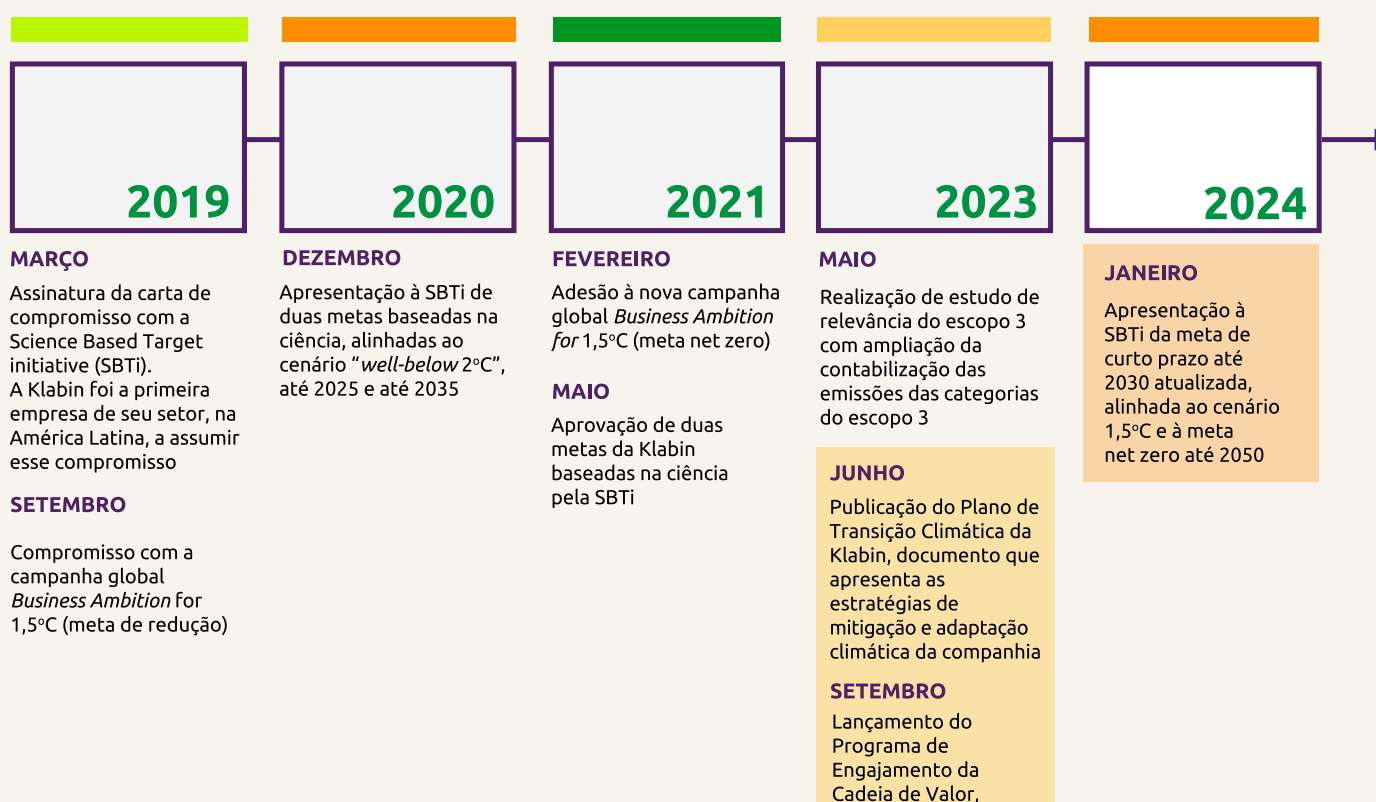 2019
MARÇO
Assinatura da carta de
compromisso com a
Science Based Target
initiative (SBTi).
A Klabin foi a primeira
empresa de seu setor, na
América Latina, a assumir
esse compromisso
SETEMBRO
Compromisso com a
campanha global
Business Ambition for
1,5ºC (meta de redução)
2020
DEZEMBRO
Apresentação à SBTi de
duas metas baseadas na
ciência, alinhadas ao
cenário “well-below 2ºC”,
até 2025 e até 2035
2021
FEVEREIRO
Adesão à nova campanha
global Business Ambition
for 1,5ºC (meta net zero)
MAIO
Aprovação de duas
metas da Klabin
baseadas na ciência
pela SBTi
2023
MAIO
Realização de estudo de
relevância do escopo 3
com ampliação da
contabilização das
emissões das categorias
do escopo 3
JUNHO
Publicação do Plano de
Transição Climática da
Klabin, documento que
apresenta as
estratégias de
mitigação e adaptação
climática da companhia
SETEMBRO
Lançamento do
Programa de
Engajamento da
Cadeia de Valor,
2024
JANEIRO
Apresentação à
SBTi da meta de
curto prazo até
2030 atualizada,
alinhada ao cenário
1,5ºC e à meta
net zero até 2050